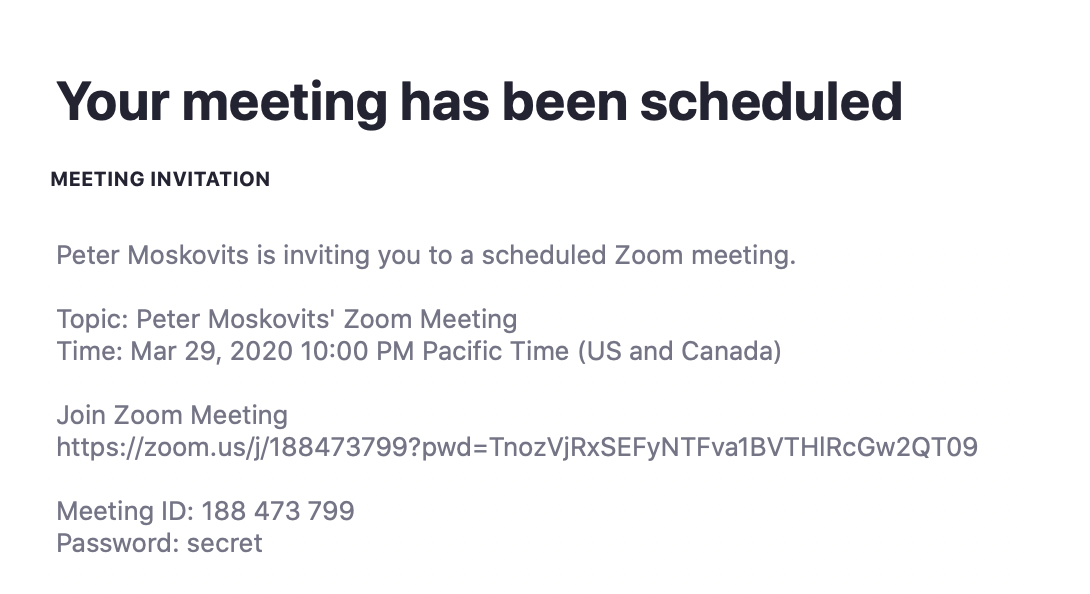 Your meeting has been scheduled
MEETING INVITATION
Peter Moskovits is inviting you to a scheduled Zoom meeting.
Topic: Peter Moskovits' Zoom Meeting
Time: Mar 29, 2020 10:00 PM Pacific Time (US and Canada)
Join Zoom Meeting
https://zoom.us/j/188473799?pwd=TnozVjRxSEFyNTFva1BVTHlRcGw2QT09
Meeting ID: 188 473 799
Password: secret